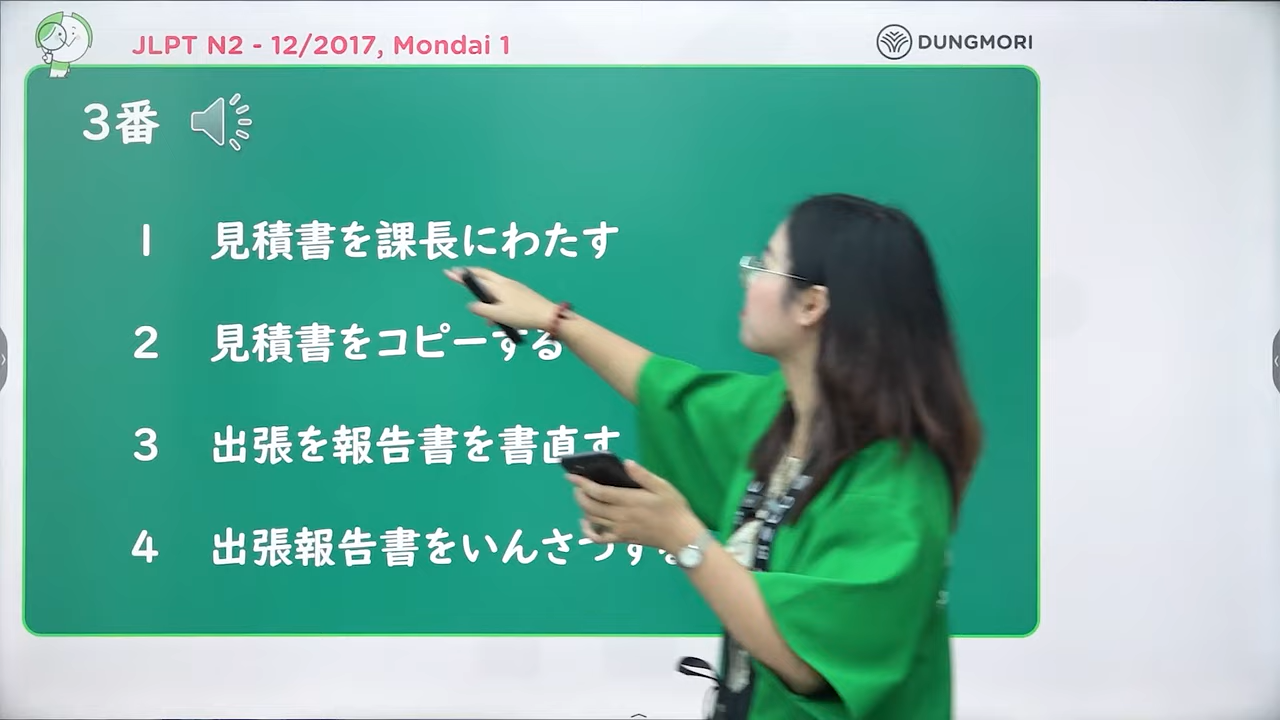 JLPT N2 - 12/2017, Mondai 1
DUNGMORI
3番
1 見積書を課長にわたす
2 見積書をコピーする
3 出張を報告書を書直す
4 出張報告書をいんさつする